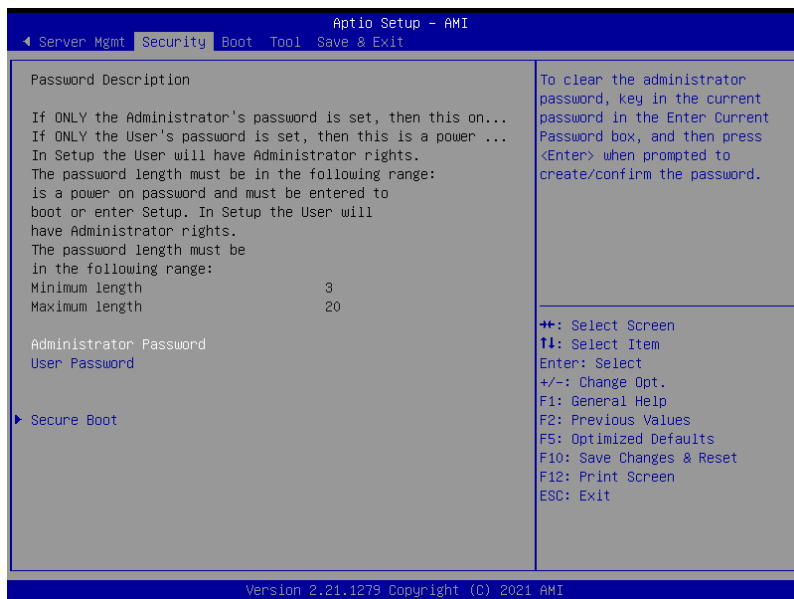 Aptio Setup - AMI
Server Mgmt Security Boot Tool Save & Exit
Password Description
If ONLY the Administrator's password is set, then this on...
If ONLY the User's password is set, then this is a power ...
In Setup the User will have Administrator rights.
The password length must be in the following range:
is a power on password and must be entered to
boot or enter Setup. In Setup the User will
have Administrator rights.
The password length must be
in the following range:
Minimum length 3
Maximum length 20
Administrator Password
User Password
Secure Boot
To clear the administrator
password, key in the current
password in the Enter Current
Password box, and then press
<Enter> when prompted to
create/confirm the password.
→←: Select Screen
↑↓: Select Item
Enter: Select
+/-: Change Opt.
F1: General Help
F2: Previous Values
F5: Optimized Defaults
F10: Save Changes & Reset
F12: Print Screen
ESC: Exit
Version 2.21.1279 Copyright (C) 2021 AMI